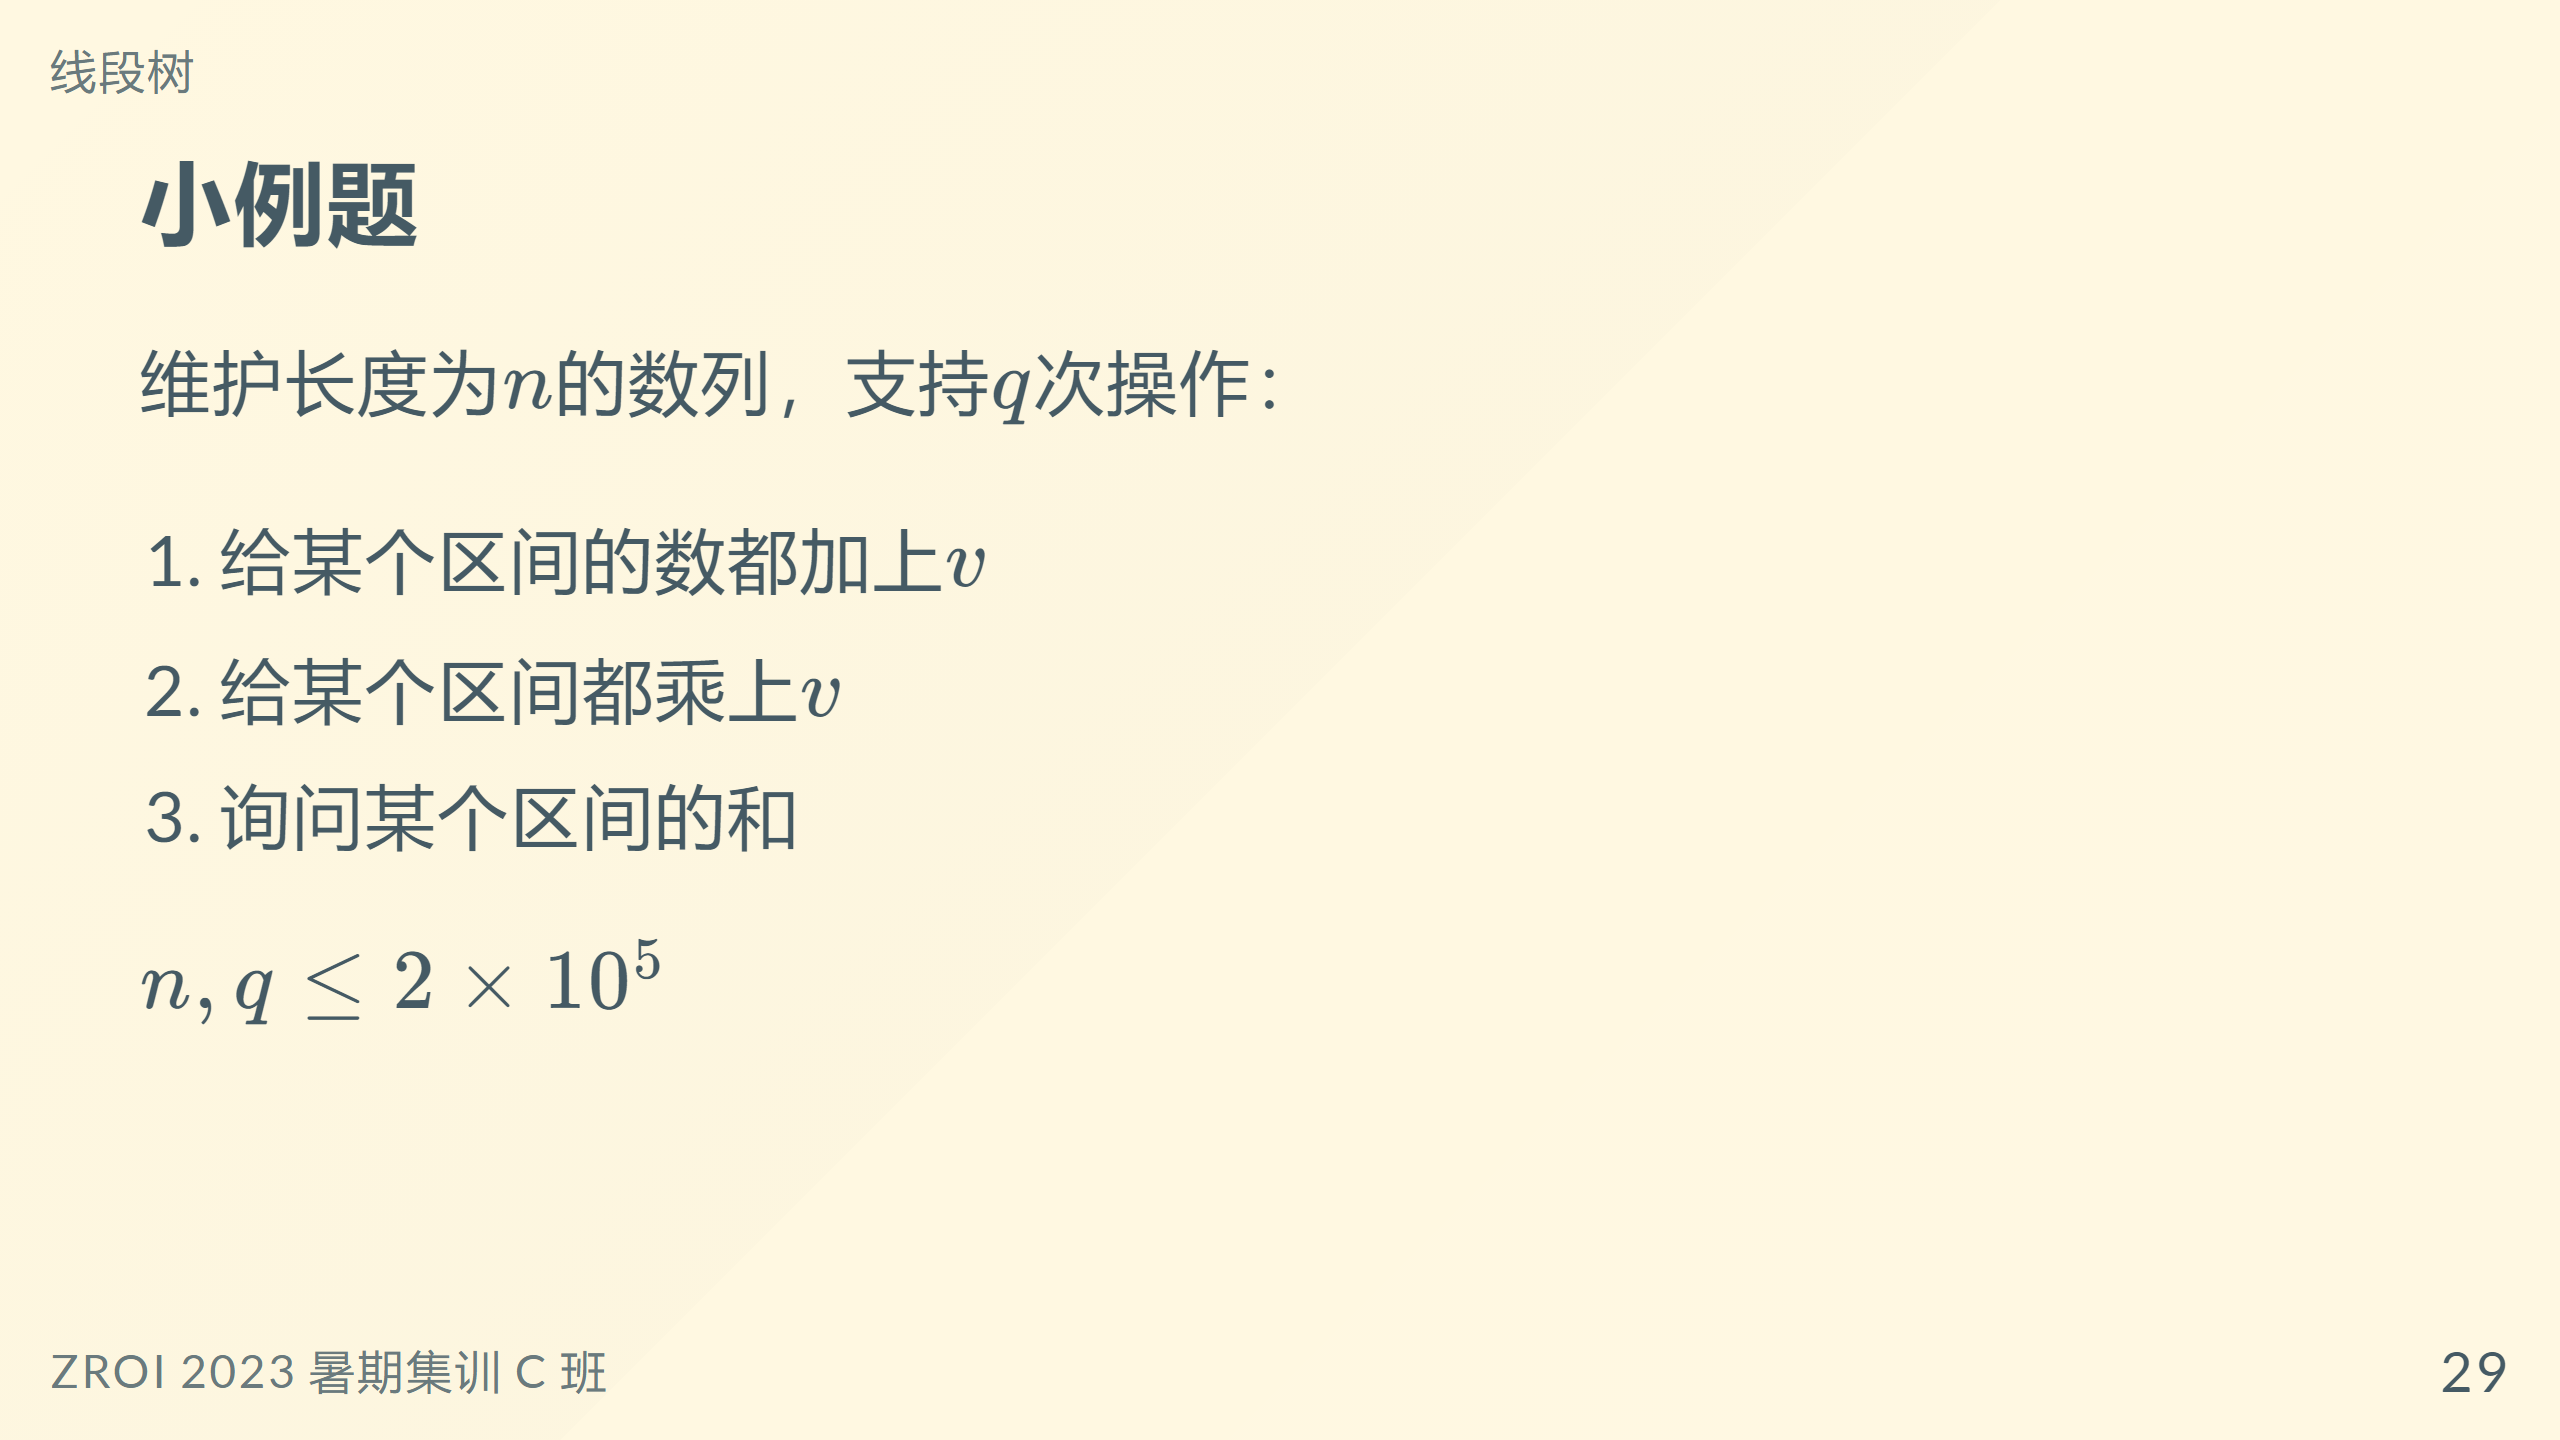 线段树
小例题
维护长度为n的数列，支持q次操作：
1. 给某个区间的数都加上v
2. 给某个区间都乘上v
3. 询问某个区间的和
n, q ≤ 2 × 10⁵
ZROI 2023 暑期集训 C 班
29